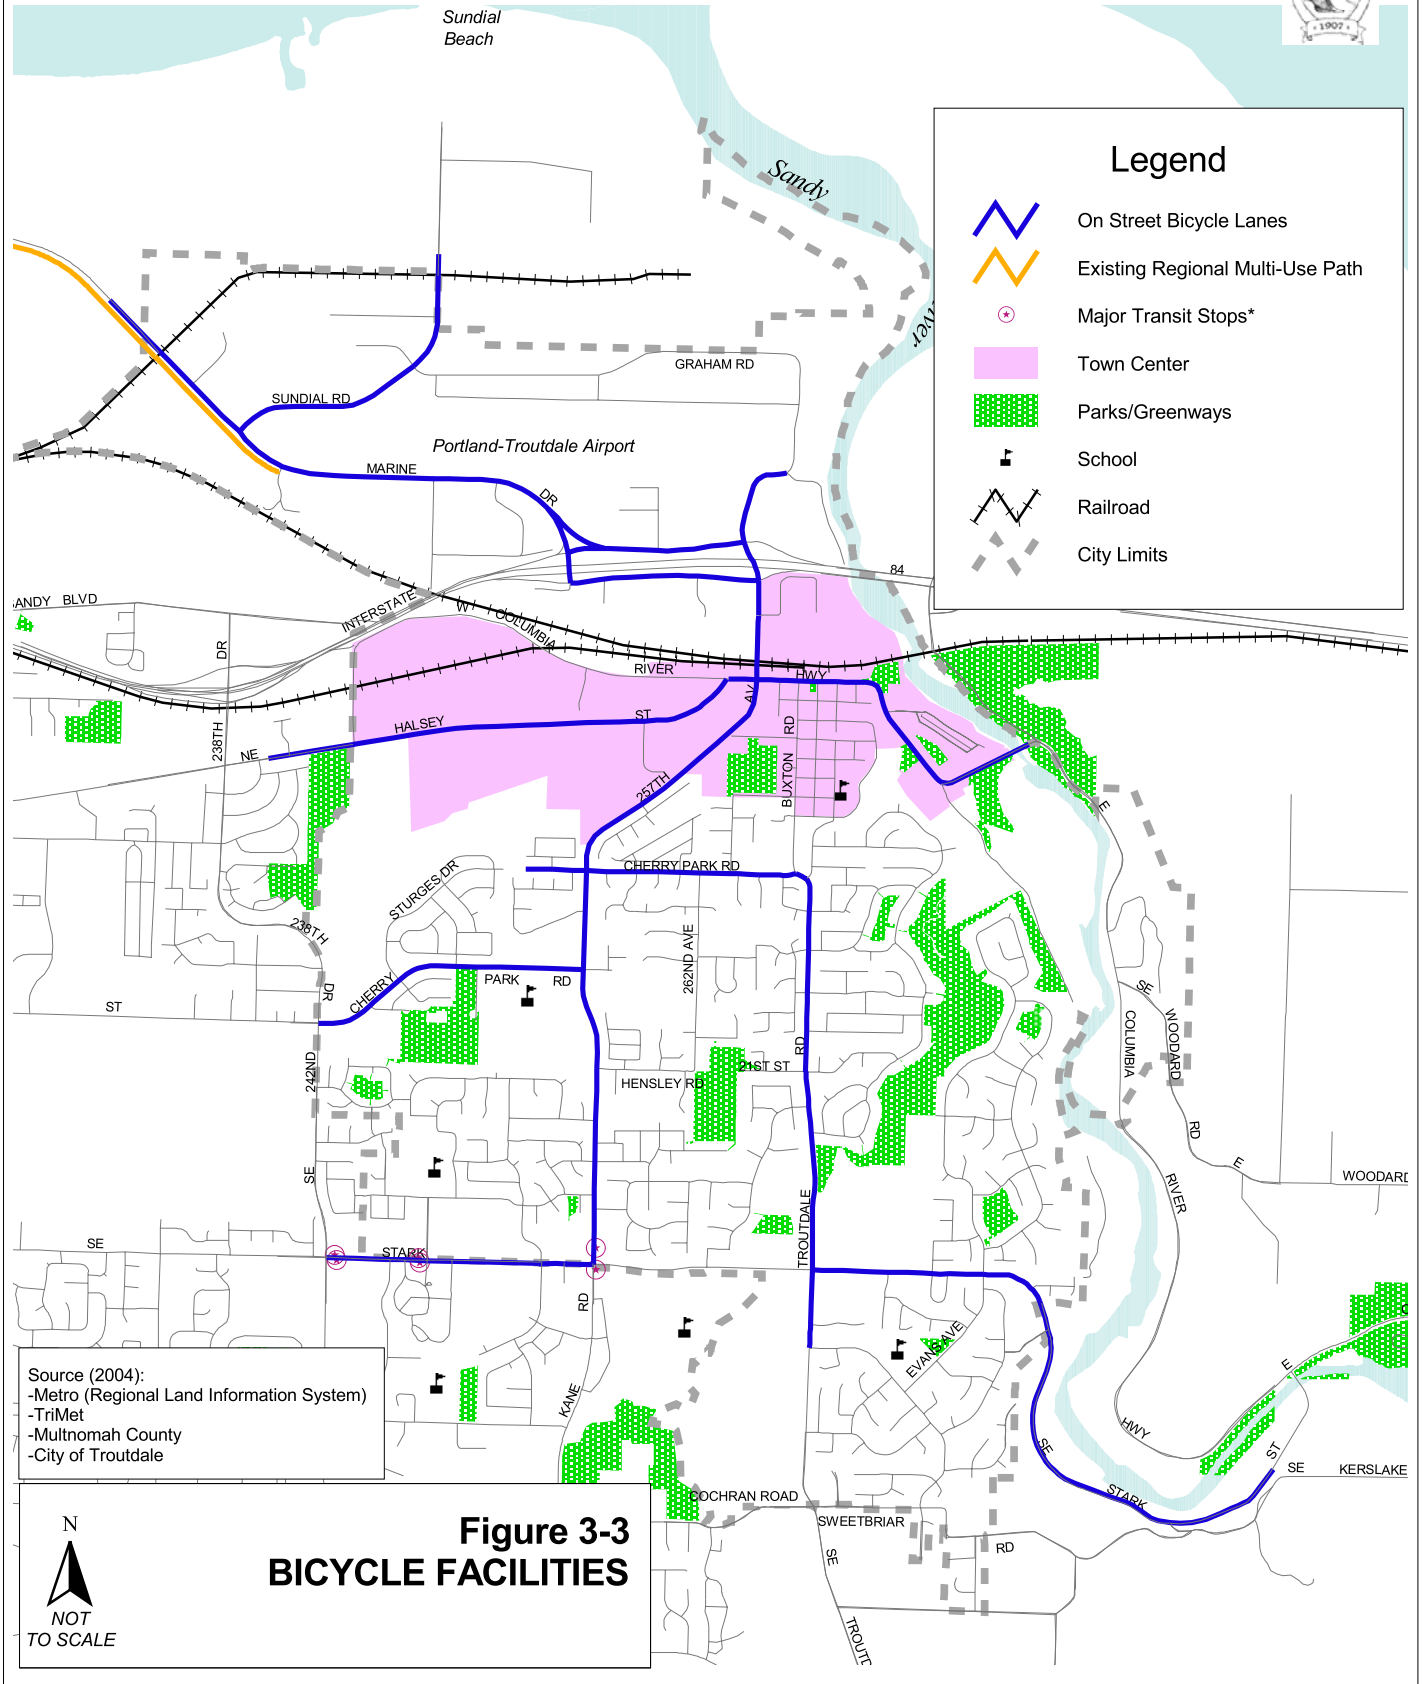 Sundial
Beach
1907
Sandy
River
Legend
On Street Bicycle Lanes
Existing Regional Multi-Use Path
Major Transit Stops*
Town Center
Parks/Greenways
School
Railroad
City Limits
GRAHAM RD
SUNDIAL RD
Portland-Troutdale Airport
MARINE
DR
84
ANDY BLVD
INTERSTATE
W
COLUMBIA
RIVER
HWY
DR
238TH
NE
HALSEY
ST
AV
RD
BUXTON
257TH
E
CHERRY PARK RD
STURGES DR
238TH
DR
262ND AVE
CHERRY
PARK
RD
ST
SE
WOODARD
COLUMBIA
RD
21ST ST
HENSLEY RD
242ND
RD
E
WOODARD
SE
RIVER
TROUTDALE
SE
STARK
RD
EVANS AVE
E
KANE
HWY
SE
ST
SE
KERSLAKE
STARK
COCHRAN ROAD
SWEETBRIAR
RD
SE
TROUTD
Source (2004):
-Metro (Regional Land Information System)
-TriMet
-Multnomah County
-City of Troutdale
N
NOT
TO SCALE
Figure 3-3
BICYCLE FACILITIES